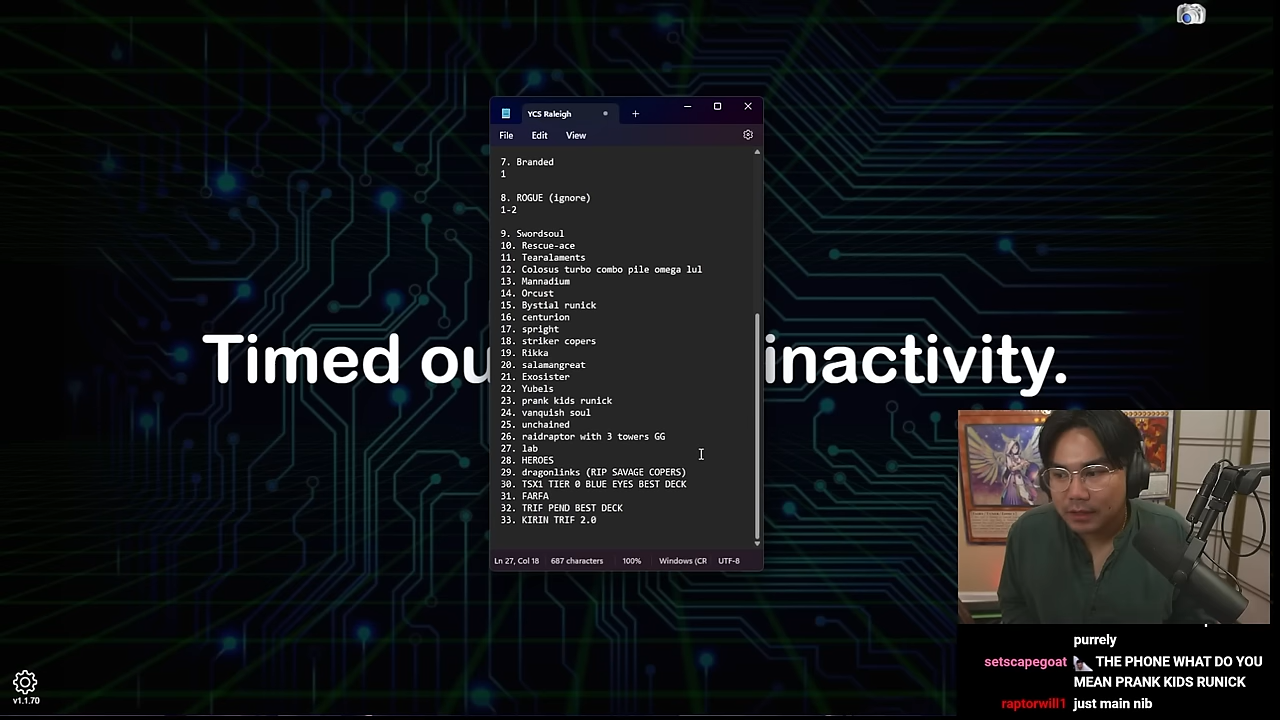 YCS Raleigh
File Edit View
7. Branded
1
8. ROGUE (ignore)
1-2
9. Swordsoul
10. Rescue-ace
11. Tearalaments
12. Colosus turbo combo pile omega lul
13. Mannadium
14. Orcust
15. Bystial runick
16. centurion
17. spright
18. striker copers
19. Rikka
20. salamangreat
21. Exosister
22. Yubels
23. prank kids runick
24. vanquish soul
25. unchained
26. raidraptor with 3 towers GG
27. lab
28. HEROES
29. dragonlinks (RIP SAVAGE COPERS)
30. TSX1 TIER 0 BLUE EYES BEST DECK
31. FARFA
32. TRIF PEND BEST DECK
33. KIRIN TRIF 2.0
Ln 27, Col 18 687 characters 100% Windows (CR UTF-8
Timed ou inactivity.
purrely
setscapegoat THE PHONE WHAT DO YOU
MEAN PRANK KIDS RUNICK
raptorwill1 just main nib
v1.1.70